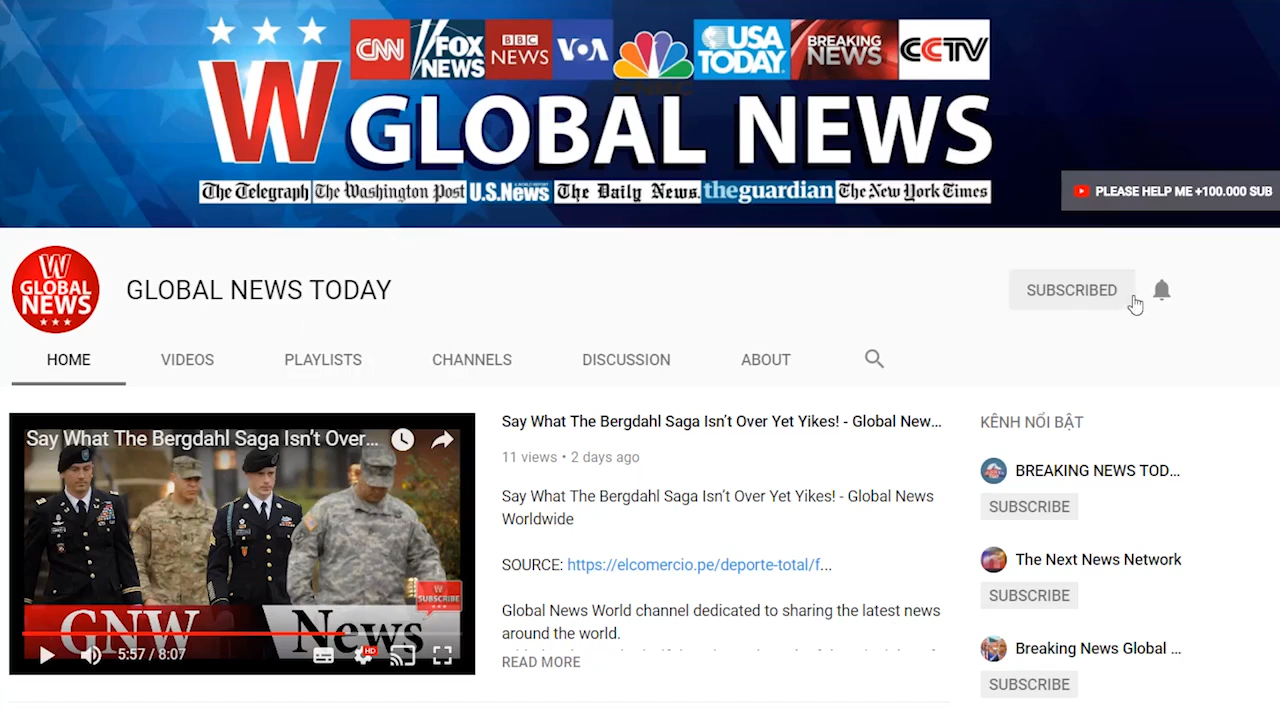 CNN
FOX NEWS
BBC NEWS
VOA
USA TODAY
BREAKING NEWS
CCTV
W GLOBAL NEWS
The Telegraph
The Washington Post
U.S.News
The Daily News.
theguardian
The New York Times
PLEASE HELP ME +100.000 SUB
W
GLOBAL
NEWS
GLOBAL NEWS TODAY
SUBSCRIBED
HOME
VIDEOS
PLAYLISTS
CHANNELS
DISCUSSION
ABOUT
Say What The Bergdahl Saga Isn’t Over...
W
SUBSCRIBE
GNW
News
5:57 / 8:07
HD
Say What The Bergdahl Saga Isn’t Over Yet Yikes! - Global New...
11 views • 2 days ago
Say What The Bergdahl Saga Isn’t Over Yet Yikes! - Global News
Worldwide
SOURCE: https://elcomercio.pe/deporte-total/f...
Global News World channel dedicated to sharing the latest news
around the world.
READ MORE
KÊNH NỔI BẬT
BREAKING NEWS TOD...
SUBSCRIBE
The Next News Network
SUBSCRIBE
Breaking News Global ...
SUBSCRIBE